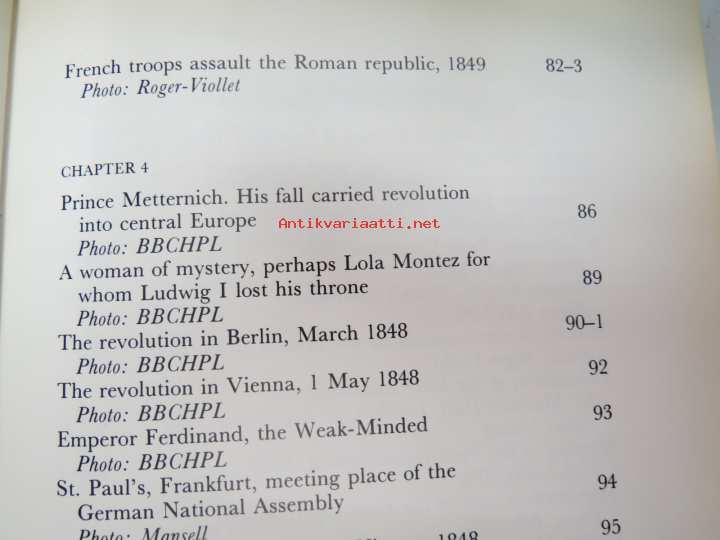 French troops assault the Roman republic, 1849 82–3
Photo: Roger-Viollet
CHAPTER 4
Prince Metternich. His fall carried revolution
into central Europe 86
Antikvariaatti.net
Photo: BBCHPL
A woman of mystery, perhaps Lola Montez for
whom Ludwig I lost his throne 89
Photo: BBCHPL
The revolution in Berlin, March 1848 90–1
Photo: BBCHPL
The revolution in Vienna, 1 May 1848 92
Photo: BBCHPL
Emperor Ferdinand, the Weak-Minded 93
Photo: BBCHPL
St. Paul's, Frankfurt, meeting place of the
German National Assembly 94
Photo: Mansell
1848 95